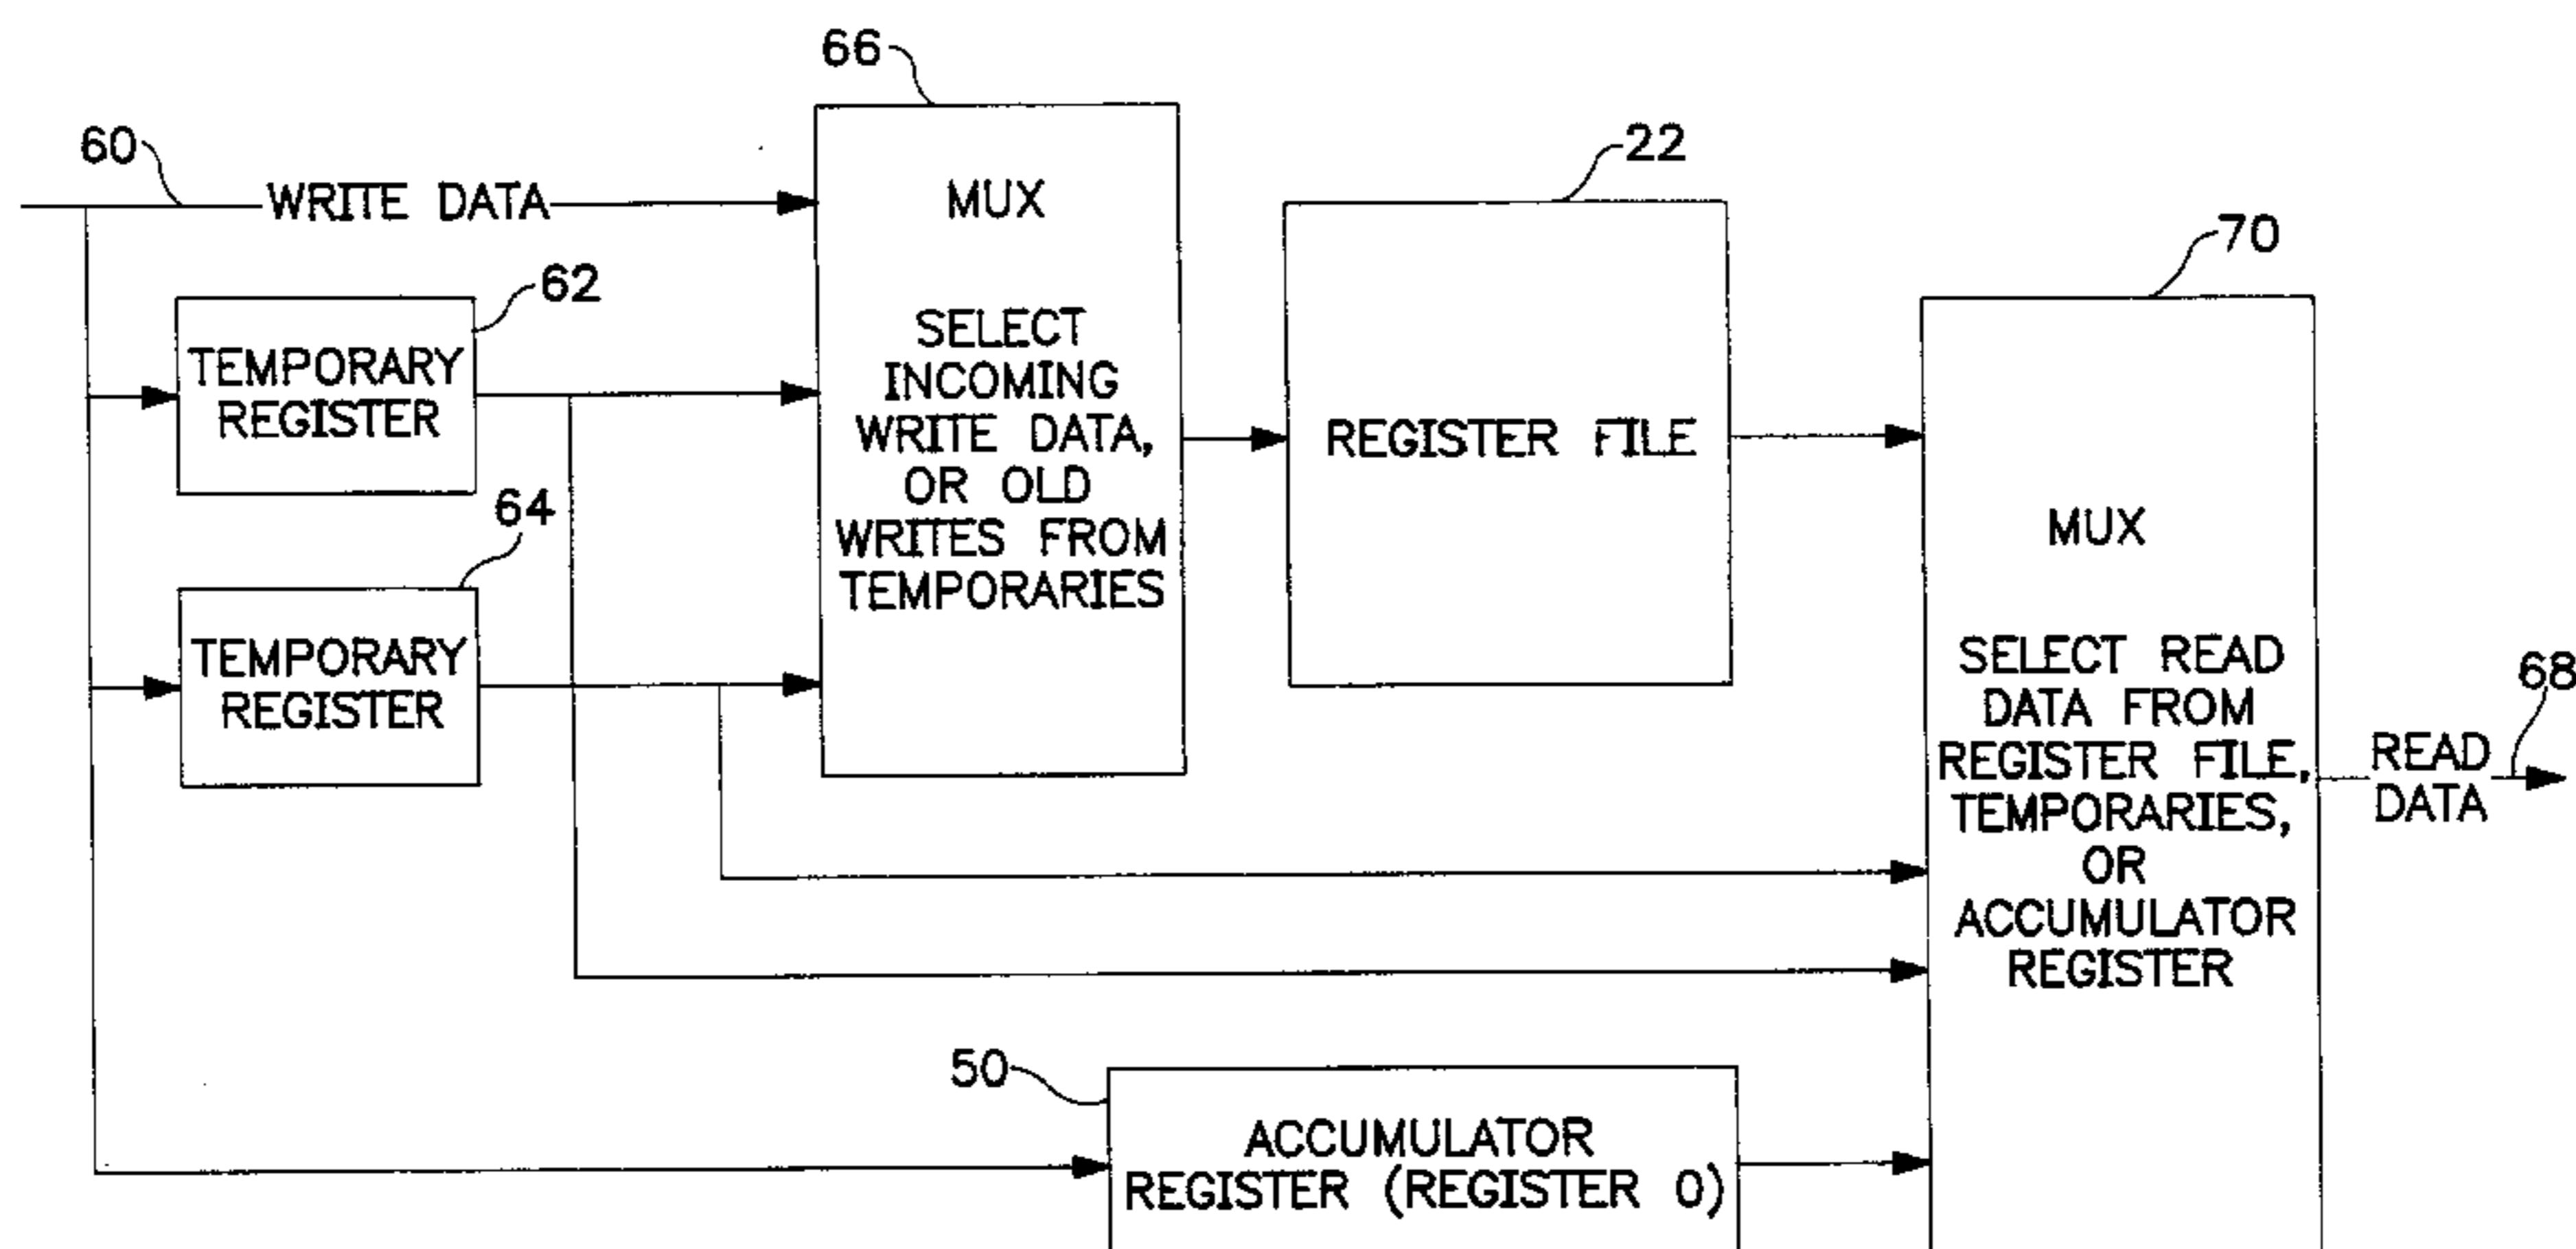 66
60
WRITE DATA
MUX
SELECT
INCOMING
WRITE DATA,
OR OLD
WRITES FROM
TEMPORARIES
22
REGISTER FILE
62
TEMPORARY
REGISTER
64
TEMPORARY
REGISTER
70
MUX
SELECT READ
DATA FROM
REGISTER FILE,
TEMPORARIES,
OR
ACCUMULATOR
REGISTER
68
READ
DATA
50
ACCUMULATOR
REGISTER (REGISTER 0)